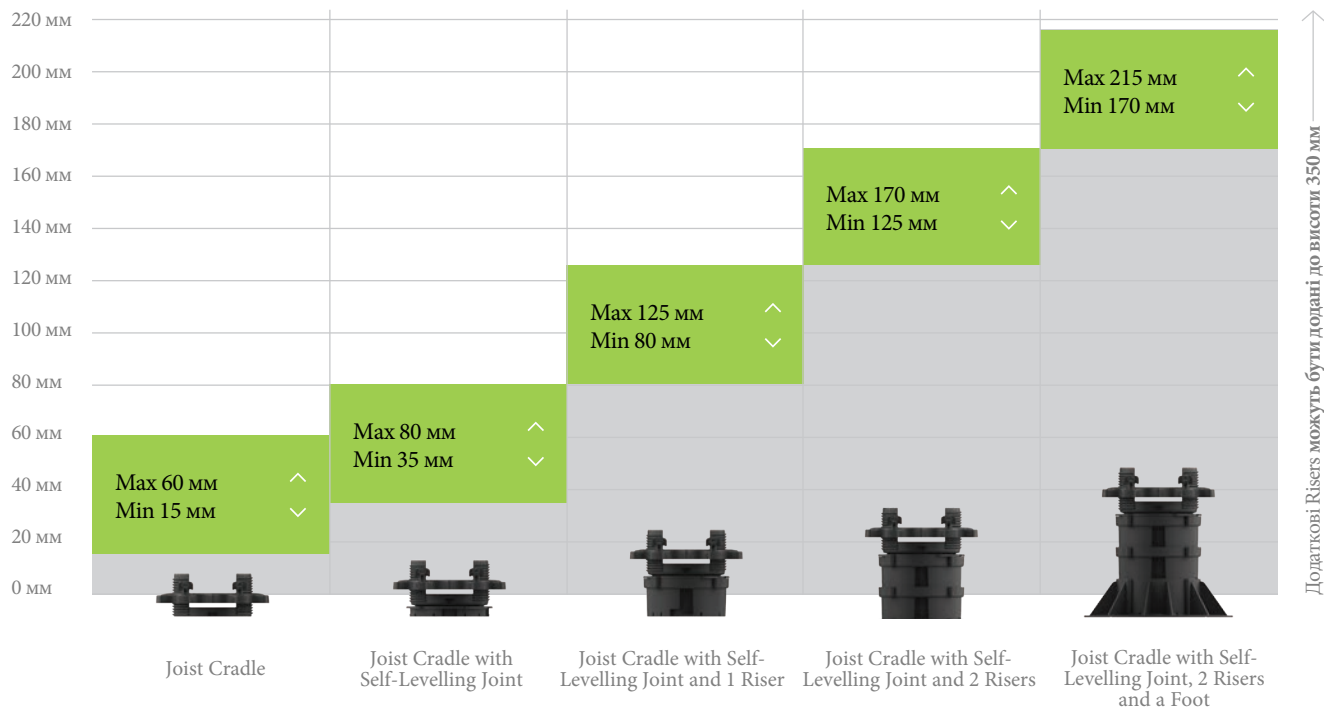 220 мм
200 мм
180 мм
160 мм
140 мм
120 мм
100 мм
80 мм
60 мм
40 мм
20 мм
0 мм
Max 60 мм
Min 15 мм
Max 80 мм
Min 35 мм
Max 125 мм
Min 80 мм
Max 170 мм
Min 125 мм
Max 215 мм
Min 170 мм
Joist Cradle
Joist Cradle with
Self-Levelling Joint
Joist Cradle with Self-
Levelling Joint and 1 Riser
Joist Cradle with Self-
Levelling Joint and 2 Risers
Joist Cradle with Self-
Levelling Joint, 2 Risers
and a Foot
Додаткові Risers можуть бути додані до висоти 350 мм